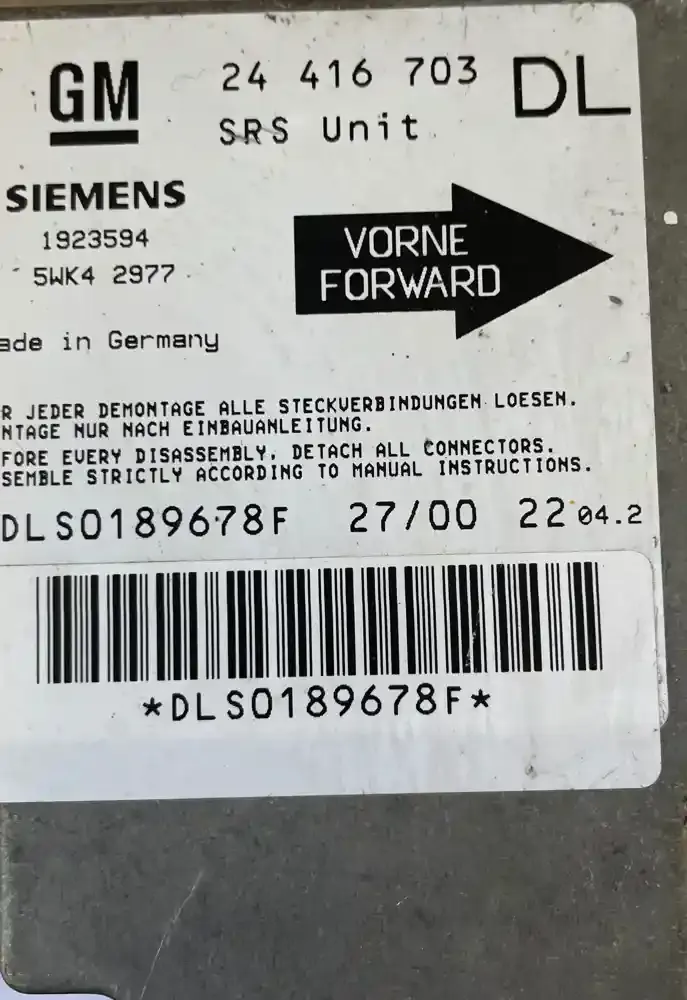 GM
24 416 703 DL
SRS Unit
SIEMENS
1923594
5WK4 2977
VORNE
FORWARD
ade in Germany
R JEDER DEMONTAGE ALLE STECKVERBINDUNGEN LOESEN.
NTAGE NUR NACH EINBAUANLEITUNG.
FORE EVERY DISASSEMBLY, DETACH ALL CONNECTORS.
SEMBLE STRICTLY ACCORDING TO MANUAL INSTRUCTIONS.
DLS0189678F 27/00 22 04.2
*DLS0189678F*